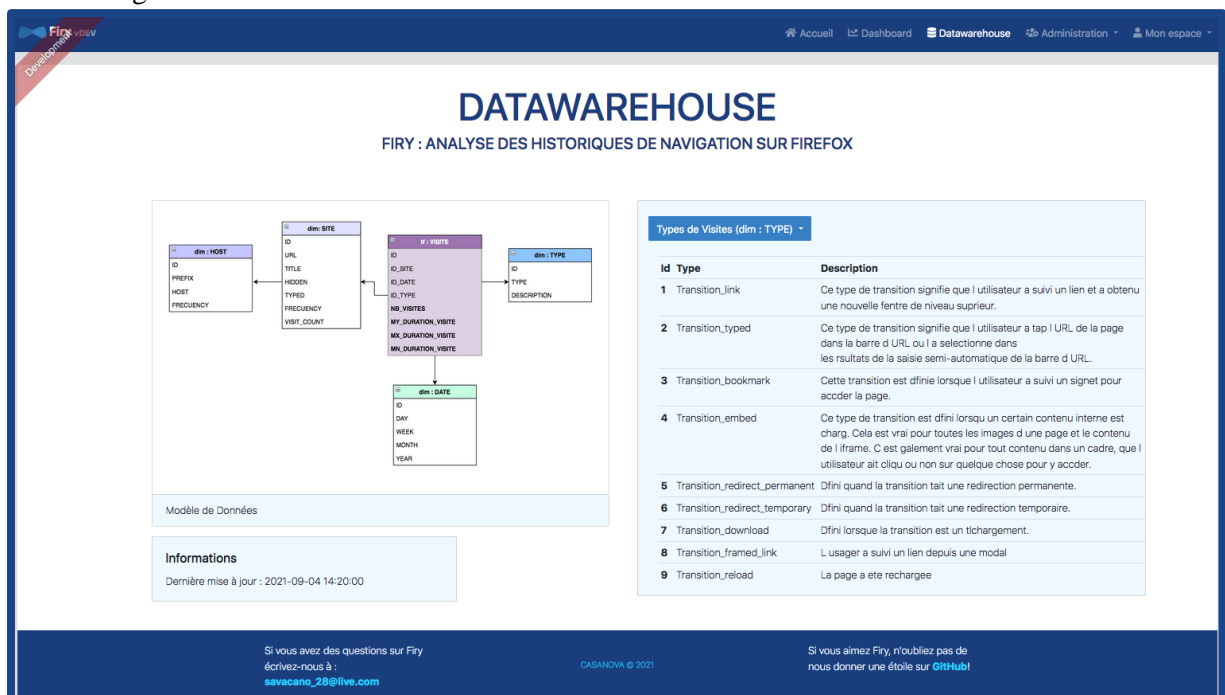 Firy vDEV
Development
Accueil Dashboard Datawarehouse Administration Mon espace
DATAWAREHOUSE
FIRY : ANALYSE DES HISTORIQUES DE NAVIGATION SUR FIREFOX
dim : HOST
ID
PREFIX
HOST
FRECUENCY
dim: SITE
ID
URL
TITLE
HIDDEN
TYPED
FRECUENCY
VISIT_COUNT
tf : VISITE
ID
ID_SITE
ID_DATE
ID_TYPE
NB_VISITES
MY_DURATION_VISITE
MX_DURATION_VISITE
MN_DURATION_VISITE
dim : TYPE
ID
TYPE
DESCRIPTION
dim : DATE
ID
DAY
WEEK
MONTH
YEAR
Modèle de Données
Informations
Dernière mise à jour : 2021-09-04 14:20:00
Types de Visites (dim : TYPE)
Id Type Description
1 Transition_link Ce type de transition signifie que l utilisateur a suivi un lien et a obtenu
une nouvelle fentre de niveau suprieur.
2 Transition_typed Ce type de transition signifie que l utilisateur a tap l URL de la page
dans la barre d URL ou l a selectionne dans
les rsultats de la saisie semi-automatique de la barre d URL.
3 Transition_bookmark Cette transition est dfinie lorsque l utilisateur a suivi un signet pour
accder la page.
4 Transition_embed Ce type de transition est dfini lorsqu un certain contenu interne est
charg. Cela est vrai pour toutes les images d une page et le contenu
de l iframe. C est galement vrai pour tout contenu dans un cadre, que l
utilisateur ait cliqu ou non sur quelque chose pour y accder.
5 Transition_redirect_permanent Dfini quand la transition tait une redirection permanente.
6 Transition_redirect_temporary Dfini quand la transition tait une redirection temporaire.
7 Transition_download Dfini lorsque la transition est un tlchargement.
8 Transition_framed_link L usager a suivi un lien depuis une modal
9 Transition_reload La page a ete rechargee
Si vous avez des questions sur Firy
écrivez-nous à :
savacano_28@live.com
CASANOVA @ 2021
Si vous aimez Firy, n'oubliez pas de
nous donner une étoile sur GitHub!